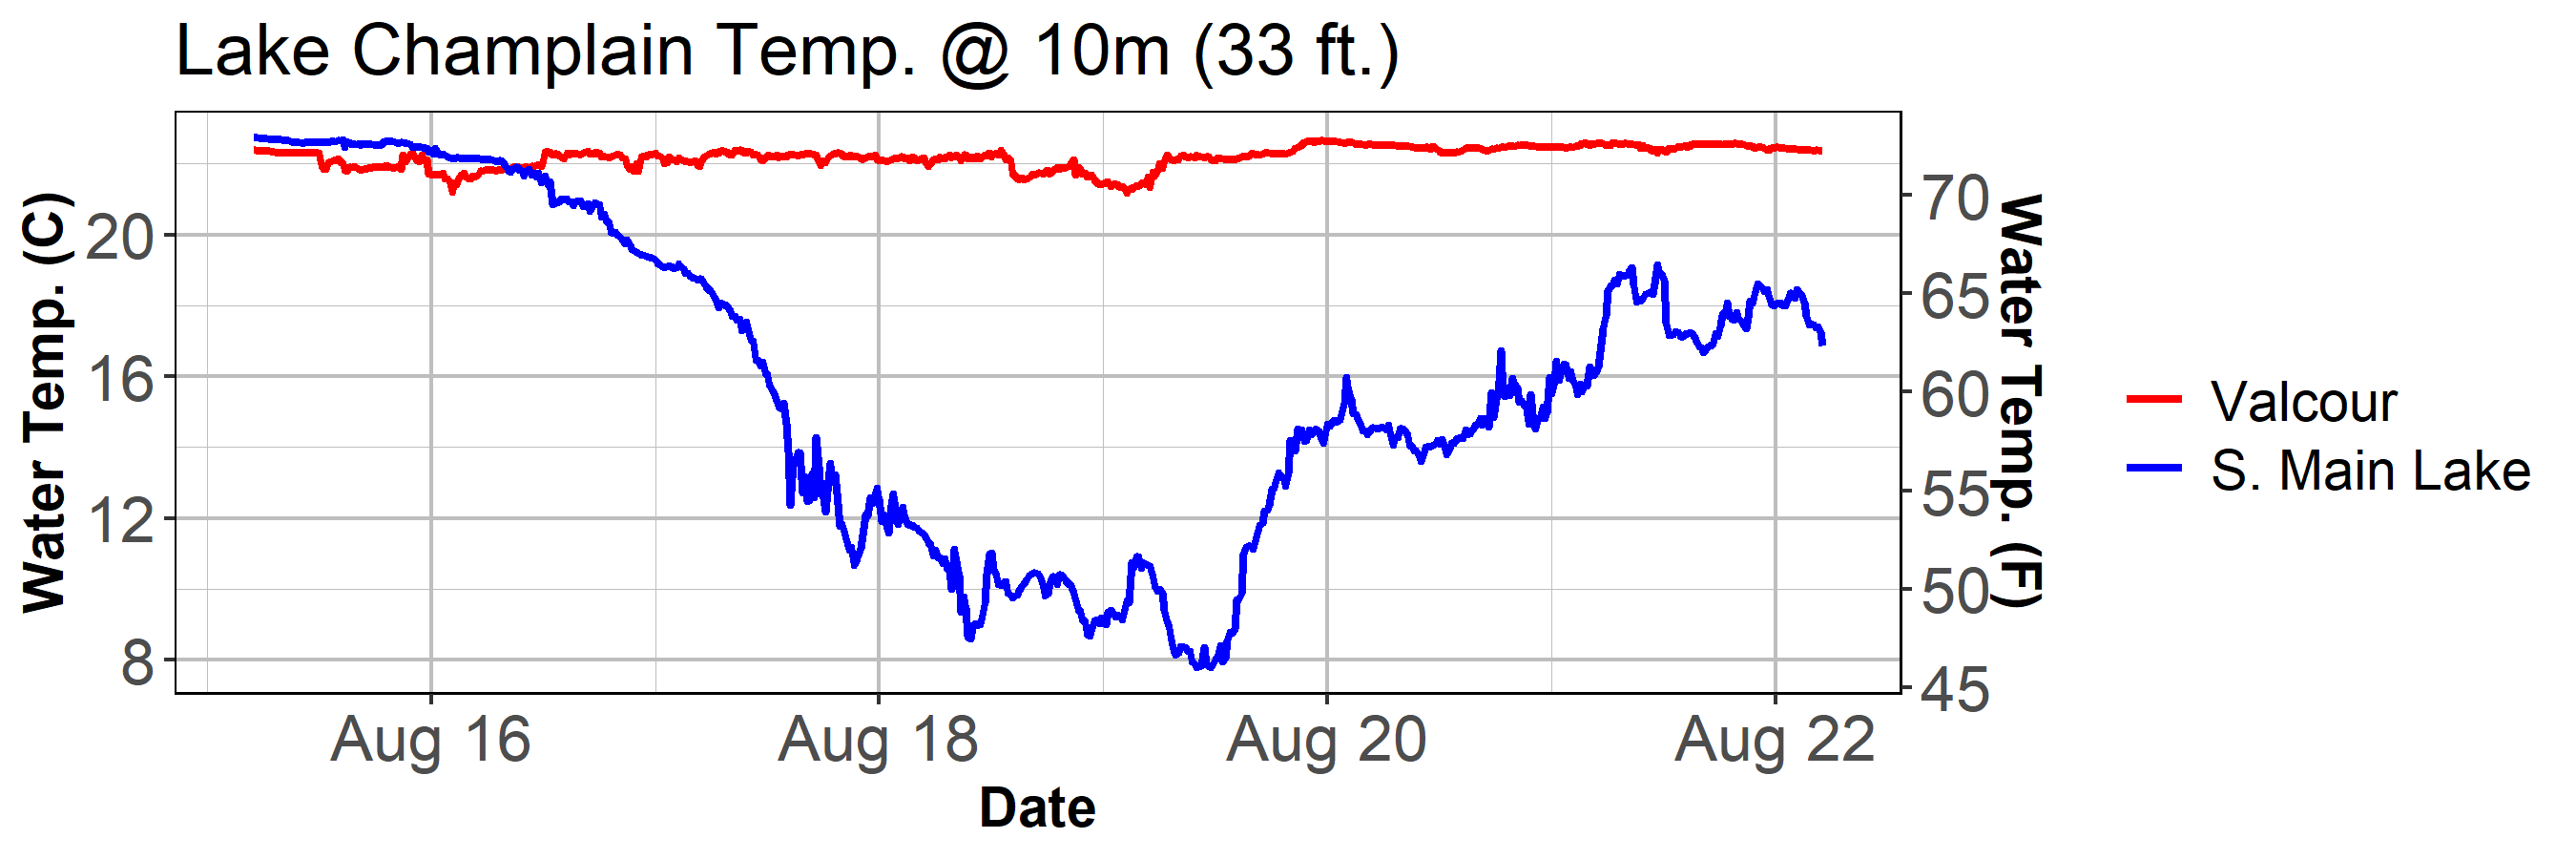 Lake Champlain Temp. @ 10m (33 ft.)
Water Temp. (C)
20
16
12
8
70
65
60
55
50
45
Water Temp. (F)
Aug 16
Aug 18
Aug 20
Aug 22
Date
Valcour
S. Main Lake